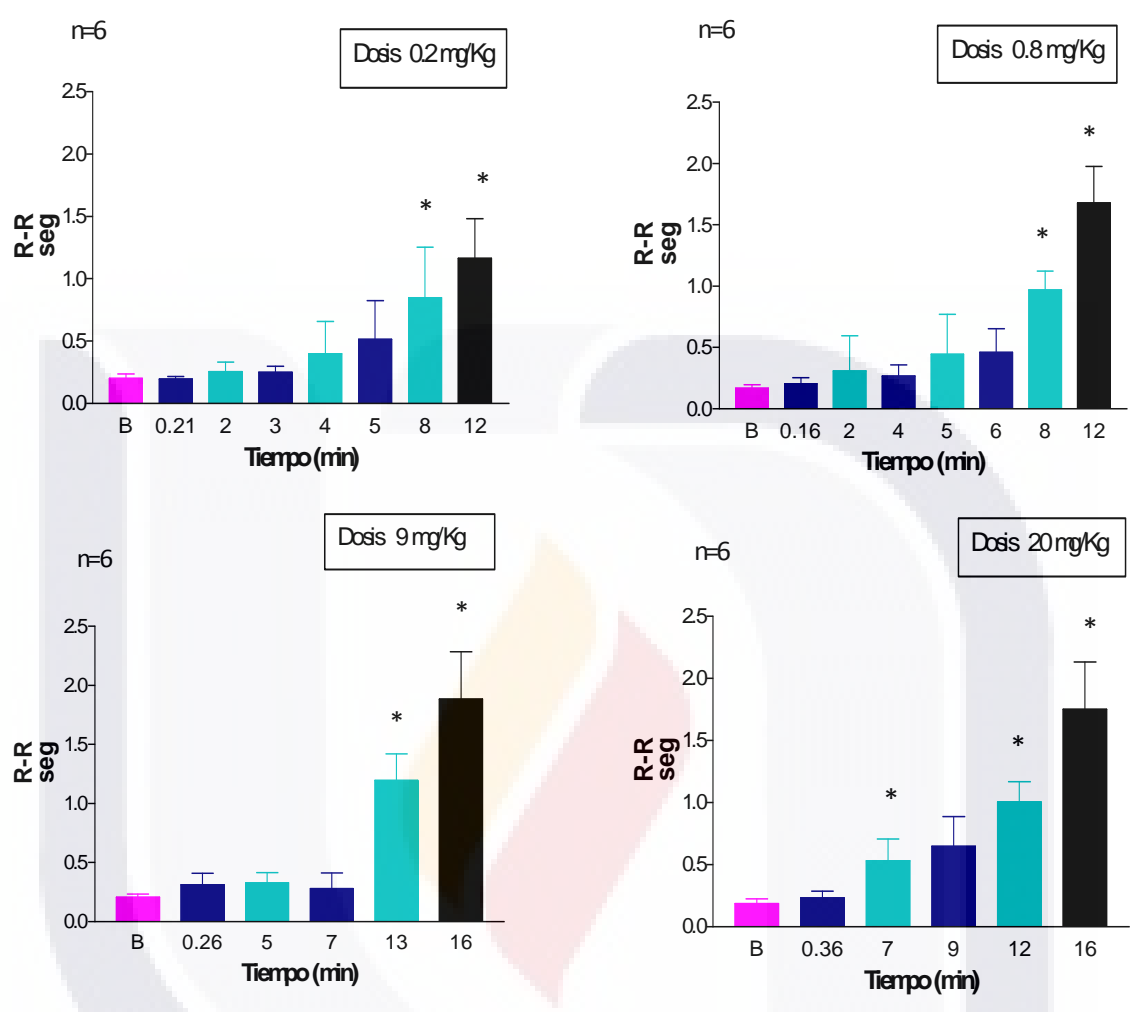 n=6
Dosis 0.2 mg/Kg
2.5
2.0
*
*
1.5
R-R
seg
1.0
0.5
0.0
B 0.21 2 3 4 5 8 12
Tiempo (min)
n=6
Dosis 0.8 mg/Kg
2.5
*
2.0
*
1.5
R-R
seg
1.0
0.5
0.0
B 0.16 2 4 5 6 8 12
Tiempo (min)
n=6
Dosis 9 mg/Kg
2.5
*
2.0
*
1.5
R-R
seg
1.0
0.5
0.0
B 0.26 5 7 13 16
Tiempo (min)
n=6
Dosis 20 mg/Kg
2.5
*
2.0
1.5
*
R-R
seg
*
1.0
0.5
0.0
B 0.36 7 9 12 16
Tiempo (min)